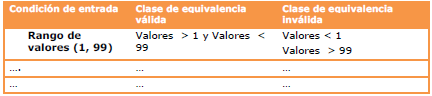 Condición de entrada Clase de equivalencia válida Clase de equivalencia inválida
Rango de valores (1, 99) Valores > 1 y Valores < 99 Valores < 1
Valores > 99
.... ... ...
... ... ...